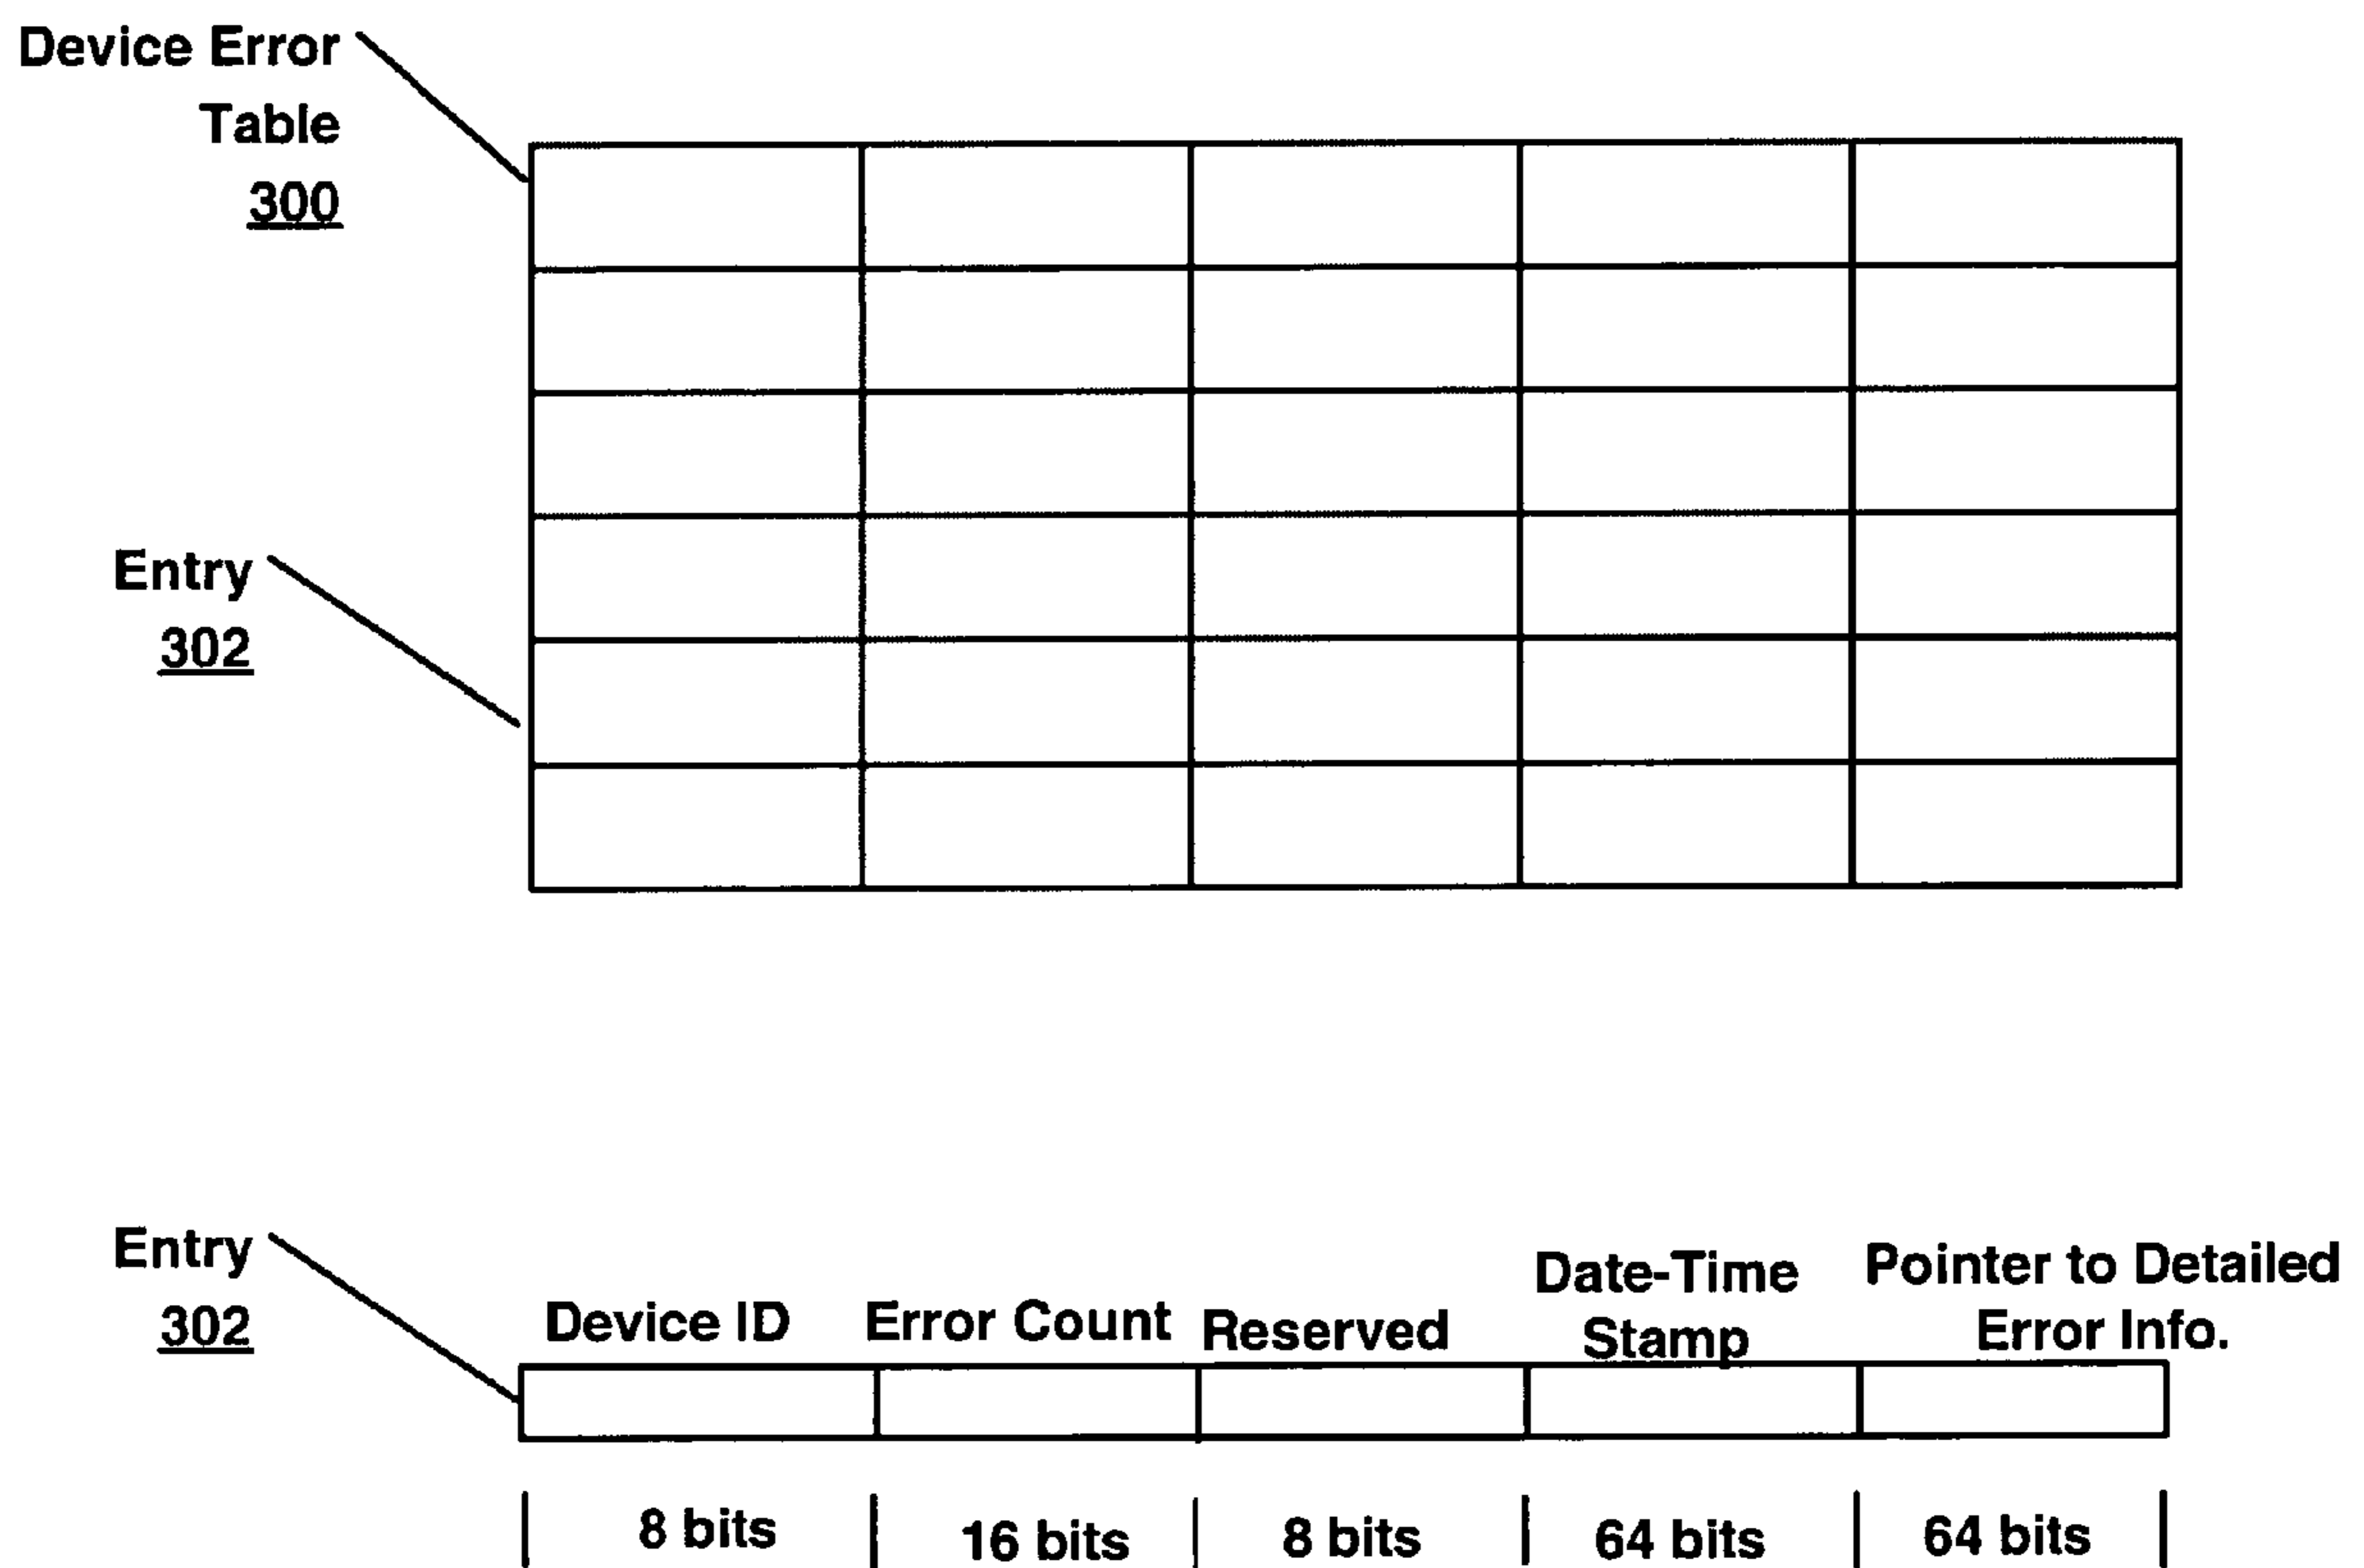 Device Error
Table
300
Entry
302
Entry
302
Device ID
Error Count
Reserved
Date-Time
Stamp
Pointer to Detailed
Error Info.
8 bits
16 bits
8 bits
64 bits
64 bits